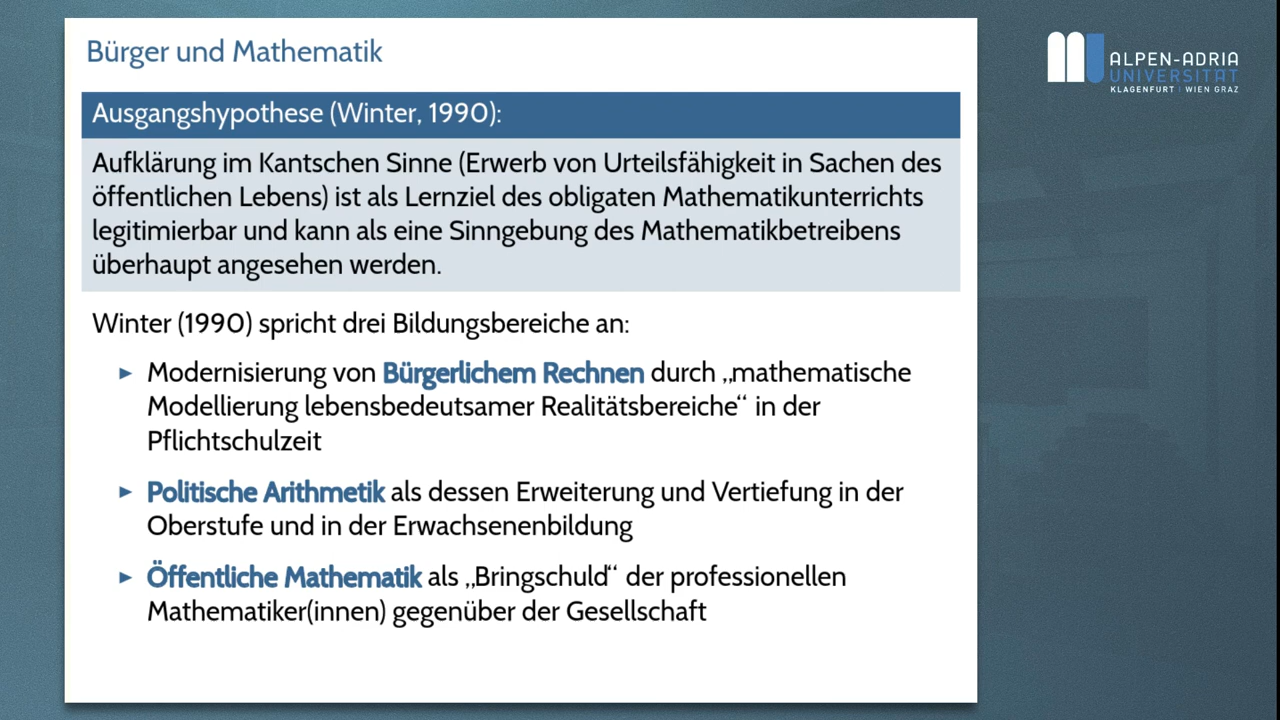 Bürger und Mathematik
ALPEN-ADRIA
UNIVERSITÄT
KLAGENFURT | WIEN GRAZ
Ausgangshypothese (Winter, 1990):
Aufklärung im Kantschen Sinne (Erwerb von Urteilsfähigkeit in Sachen des
öffentlichen Lebens) ist als Lernziel des obligaten Mathematikunterrichts
legitimierbar und kann als eine Sinngebung des Mathematikbetreibens
überhaupt angesehen werden.
Winter (1990) spricht drei Bildungsbereiche an:
▶ Modernisierung von Bürgerlichem Rechnen durch „mathematische
Modellierung lebensbedeutsamer Realitätsbereiche“ in der
Pflichtschulzeit
▶ Politische Arithmetik als dessen Erweiterung und Vertiefung in der
Oberstufe und in der Erwachsenenbildung
▶ Öffentliche Mathematik als „Bringschuld“ der professionellen
Mathematiker(innen) gegenüber der Gesellschaft